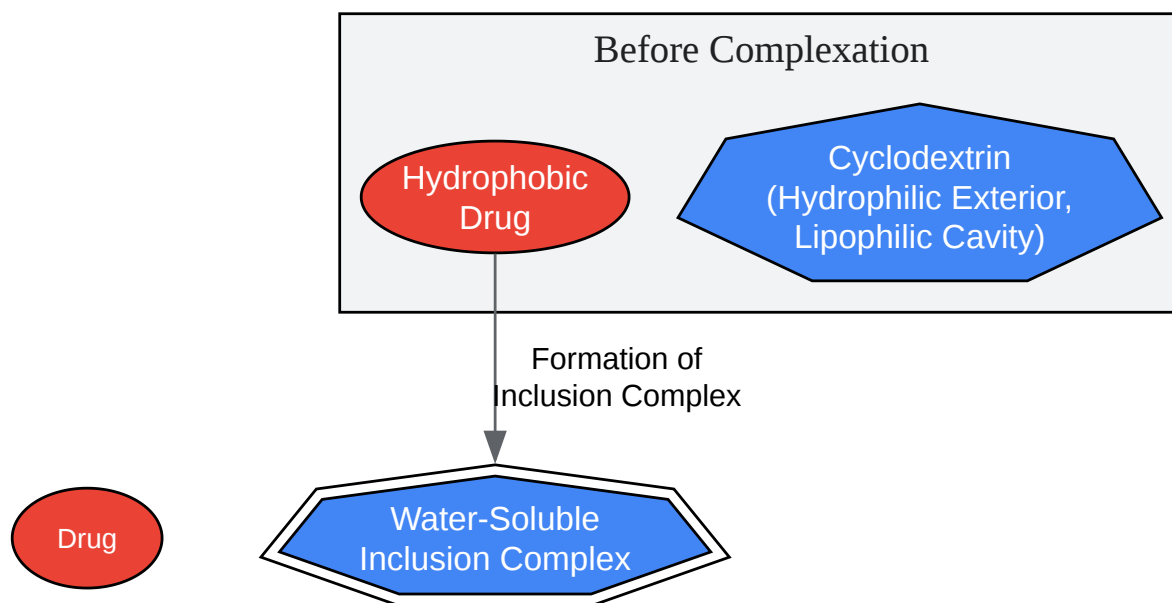 Before Complexation
Hydrophobic
Drug
Cyclodextrin
(Hydrophilic Exterior,
Lipophilic Cavity)
Formation of
Inclusion Complex
Drug
Water-Soluble
Inclusion Complex